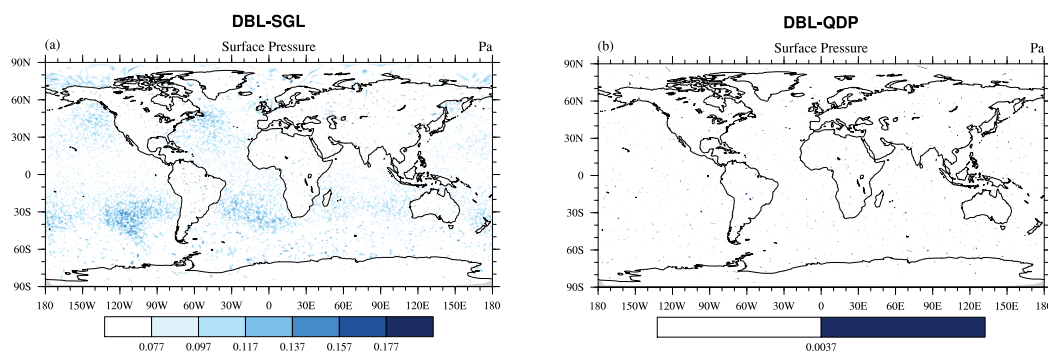 DBL-SGL
(a) Surface Pressure Pa
90N
60N
30N
0
30S
60S
90S
180 150W 120W 90W 60W 30W 0 30E 60E 90E 120E 150E 180
0.077 0.097 0.117 0.137 0.157 0.177
DBL-QDP
(b) Surface Pressure Pa
90N
60N
30N
0
30S
60S
90S
180 150W 120W 90W 60W 30W 0 30E 60E 90E 120E 150E 180
0.0037